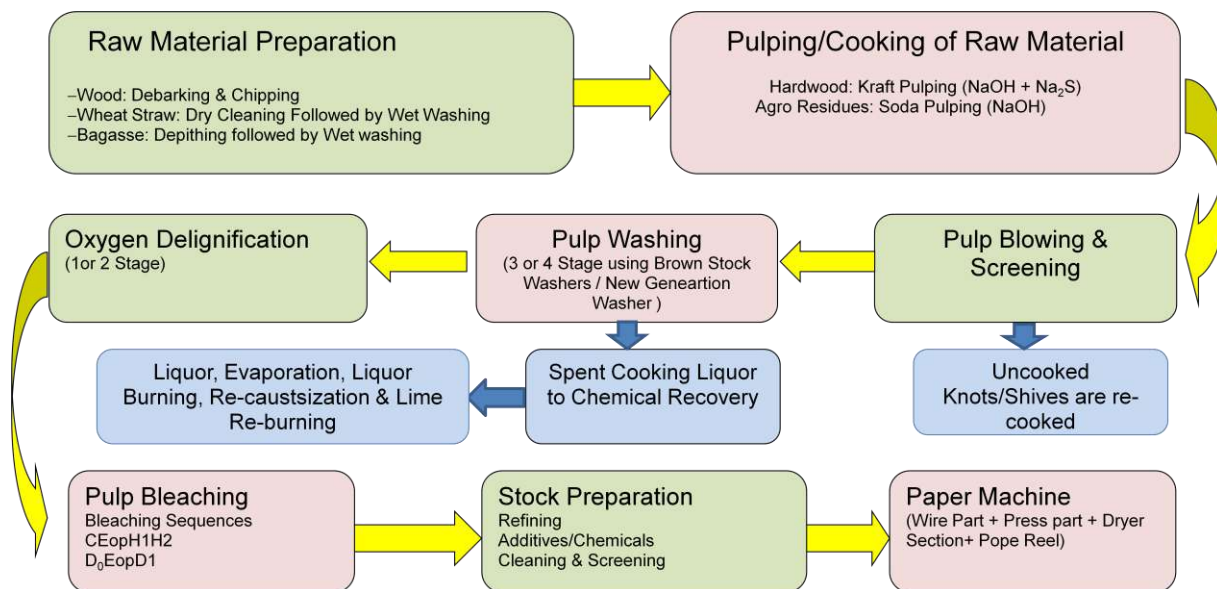 Raw Material Preparation
–Wood: Debarking & Chipping
–Wheat Straw: Dry Cleaning Followed by Wet Washing
–Bagasse: Depithing followed by Wet washing
Pulping/Cooking of Raw Material
Hardwood: Kraft Pulping (NaOH + Na₂S)
Agro Residues: Soda Pulping (NaOH)
Oxygen Delignification
(1or 2 Stage)
Pulp Washing
(3 or 4 Stage using Brown Stock
Washers / New Geneartion
Washer )
Pulp Blowing &
Screening
Liquor, Evaporation, Liquor
Burning, Re-caustsization & Lime
Re-burning
Spent Cooking Liquor
to Chemical Recovery
Uncooked
Knots/Shives are re-
cooked
Pulp Bleaching
Bleaching Sequences
CEopH1H2
D₀EopD1
Stock Preparation
Refining
Additives/Chemicals
Cleaning & Screening
Paper Machine
(Wire Part + Press part + Dryer
Section+ Pope Reel)